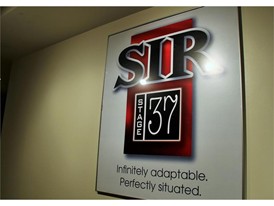 SIR
STAGE
37
Infinitely adaptable.
Perfectly situated.